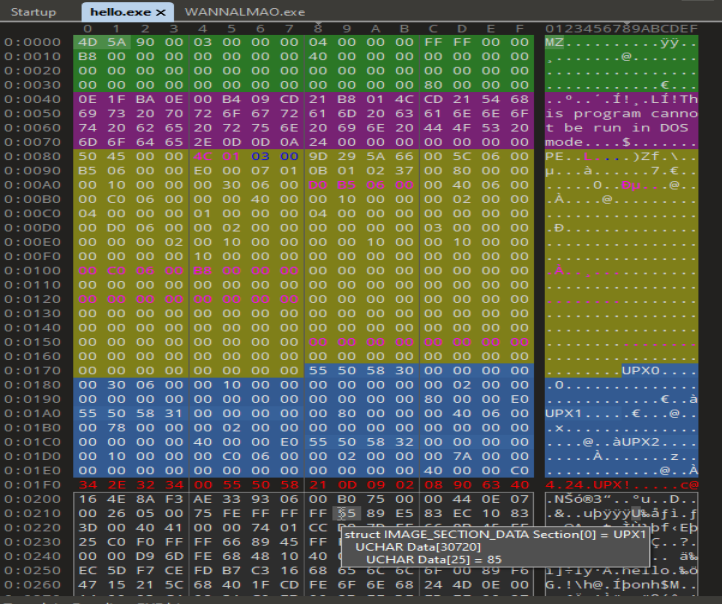 Startup hello.exe × WANNALMAO.exe
0 1 2 3 4 5 6 7 8 9 A B C D E F 0123456789ABCDEF
0:0000 4D 5A 90 00 03 00 00 00 04 00 00 00 FF FF 00 00 MZ..........ÿÿ..
0:0010 B8 00 00 00 00 00 00 00 40 00 00 00 00 00 00 00 ¸.......@.......
0:0020 00 00 00 00 00 00 00 00 00 00 00 00 00 00 00 00 ................
0:0030 00 00 00 00 00 00 00 00 00 00 00 00 80 00 00 00 ............€...
0:0040 0E 1F BA 0E 00 B4 09 CD 21 B8 01 4C CD 21 54 68 ..º..´.Í!¸.LÍ!Th
0:0050 69 73 20 70 72 6F 67 72 61 6D 20 63 61 6E 6E 6F is program canno
0:0060 74 20 62 65 20 72 75 6E 20 69 6E 20 44 4F 53 20 t be run in DOS
0:0070 6D 6F 64 65 2E 0D 0D 0A 24 00 00 00 00 00 00 00 mode....$.......
0:0080 50 45 00 00 4C 01 03 00 9D 29 5A 66 00 5C 06 00 PE..L....)Zf.\..
0:0090 B5 06 00 00 E0 00 07 01 0B 01 02 37 00 80 00 00 µ...à......7.€..
0:00A0 00 10 00 00 00 30 06 00 00 B5 06 00 00 40 06 00 .....0...µ...@..
0:00B0 00 C0 06 00 00 00 40 00 00 10 00 00 00 02 00 00 .À....@.........
0:00C0 04 00 00 00 01 00 00 00 04 00 00 00 00 00 00 00 ................
0:00D0 00 D0 06 00 00 02 00 00 00 00 00 00 03 00 00 00 .Ð..............
0:00E0 00 00 00 02 00 10 00 00 00 00 10 00 00 10 00 00 ................
0:00F0 00 00 00 00 10 00 00 00 00 00 00 00 00 00 00 00 ................
0:0100 00 C0 06 00 B8 00 00 00 00 00 00 00 00 00 00 00 .À..¸...........
0:0110 00 00 00 00 00 00 00 00 00 00 00 00 00 00 00 00 ................
0:0120 00 00 00 00 00 00 00 00 00 00 00 00 00 00 00 00 ................
0:0130 00 00 00 00 00 00 00 00 00 00 00 00 00 00 00 00 ................
0:0140 00 00 00 00 00 00 00 00 00 00 00 00 00 00 00 00 ................
0:0150 00 00 00 00 00 00 00 00 00 00 00 00 00 00 00 00 ................
0:0160 00 00 00 00 00 00 00 00 00 00 00 00 00 00 00 00 ................
0:0170 00 00 00 00 00 00 00 00 55 50 58 30 00 00 00 00 ........UPX0....
0:0180 00 30 06 00 00 10 00 00 00 00 00 00 00 02 00 00 .0..............
0:0190 00 00 00 00 00 00 00 00 00 00 00 00 80 00 00 E0 ............€..à
0:01A0 55 50 58 31 00 00 00 00 00 80 00 00 00 40 06 00 UPX1.....€...@..
0:01B0 00 78 00 00 00 02 00 00 00 00 00 00 00 00 00 00 .x..............
0:01C0 00 00 00 00 40 00 00 E0 55 50 58 32 00 00 00 00 ....@..àUPX2....
0:01D0 00 10 00 00 00 C0 06 00 00 02 00 00 00 7A 00 00 .....À.......z..
0:01E0 00 00 00 00 00 00 00 00 00 00 00 00 40 00 00 C0 ............@..À
0:01F0 34 2E 32 34 00 55 50 58 21 0D 09 02 08 90 63 40 4.24.UPX!.....c@
0:0200 16 4E 8A F3 AE 33 93 06 00 B0 75 00 00 44 0E 07 .NŠó®3“..°u..D..
0:0210 00 26 05 00 75 FE FF FF FF 55 89 E5 83 EC 10 83 .&..uþÿÿÿU‰åƒì.ƒ
0:0220 3D 00 40 41 00 00 74 01 CC
0:0230 25 C0 F0 FF FF 66 89 45 FF
0:0240 00 00 D9 6D FE 68 48 10 40
0:0250 EC 5D CF EC FD B7 C3 16 68 65 6C 6C 6F 00 89 F6
0:0260 47 15 21 5C 68 40 1F CD FE 6F 6E 68 24 4D 0E 00 G.!\h@.Íþonh$M..
struct IMAGE_SECTION_DATA Section[0] = UPX1
UCHAR Data[30720]
UCHAR Data[25] = 85